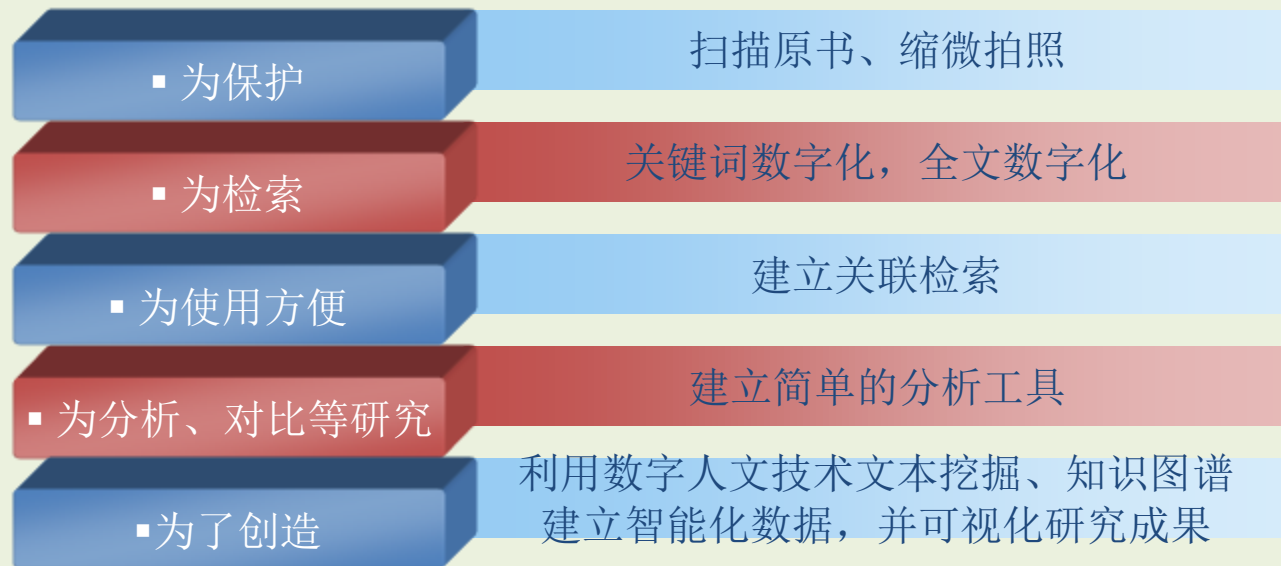 ▪ 为保护
扫描原书、缩微拍照
▪ 为检索
关键词数字化，全文数字化
▪ 为使用方便
建立关联检索
▪ 为分析、对比等研究
建立简单的分析工具
▪为了创造
利用数字人文技术文本挖掘、知识图谱
建立智能化数据，并可视化研究成果